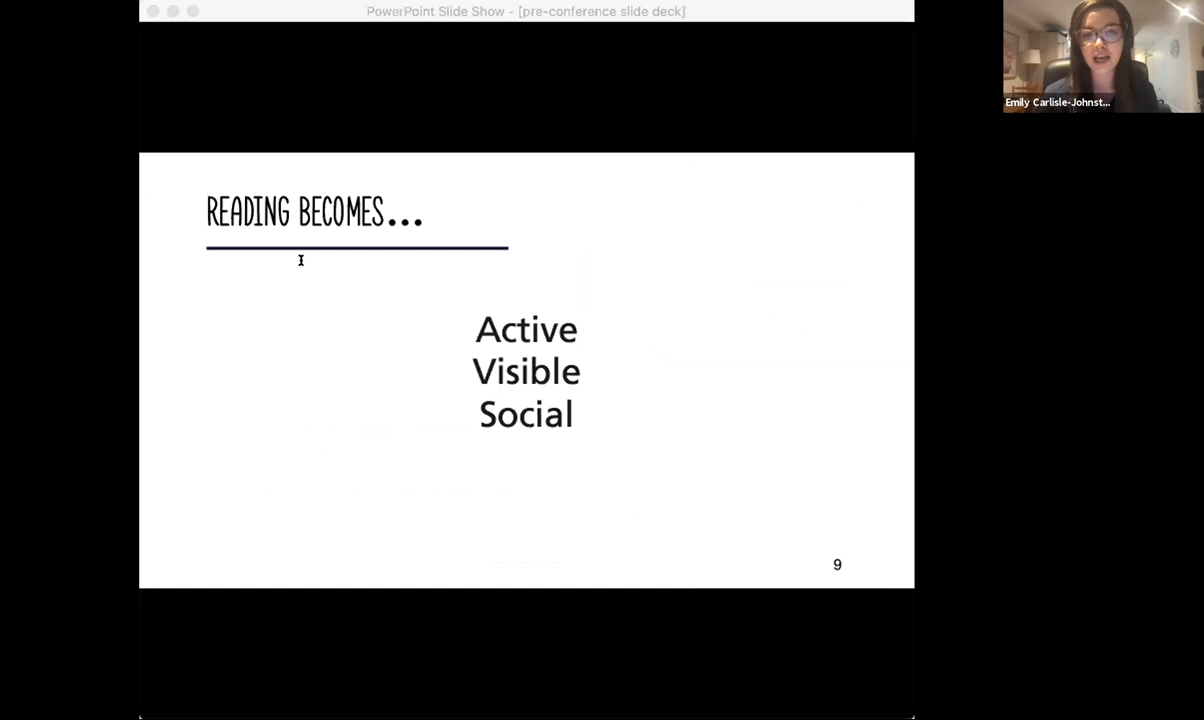 PowerPoint Slide Show - [pre-conference slide deck]
Emily Carlisle-Johnst...
READING BECOMES...
Active
Visible
Social
9